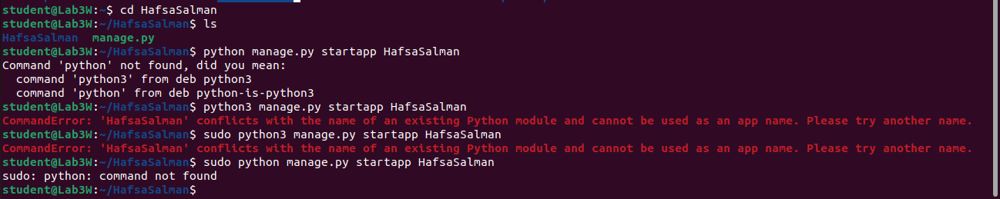 student@Lab3W:~$ cd HafsaSalman
student@Lab3W:~/HafsaSalman$ ls
HafsaSalman  manage.py
student@Lab3W:~/HafsaSalman$ python manage.py startapp HafsaSalman
Command 'python' not found, did you mean:
  command 'python3' from deb python3
  command 'python' from deb python-is-python3
student@Lab3W:~/HafsaSalman$ python3 manage.py startapp HafsaSalman
CommandError: 'HafsaSalman' conflicts with the name of an existing Python module and cannot be used as an app name. Please try another name.
student@Lab3W:~/HafsaSalman$ sudo python3 manage.py startapp HafsaSalman
CommandError: 'HafsaSalman' conflicts with the name of an existing Python module and cannot be used as an app name. Please try another name.
student@Lab3W:~/HafsaSalman$ sudo python manage.py startapp HafsaSalman
sudo: python: command not found
student@Lab3W:~/HafsaSalman$